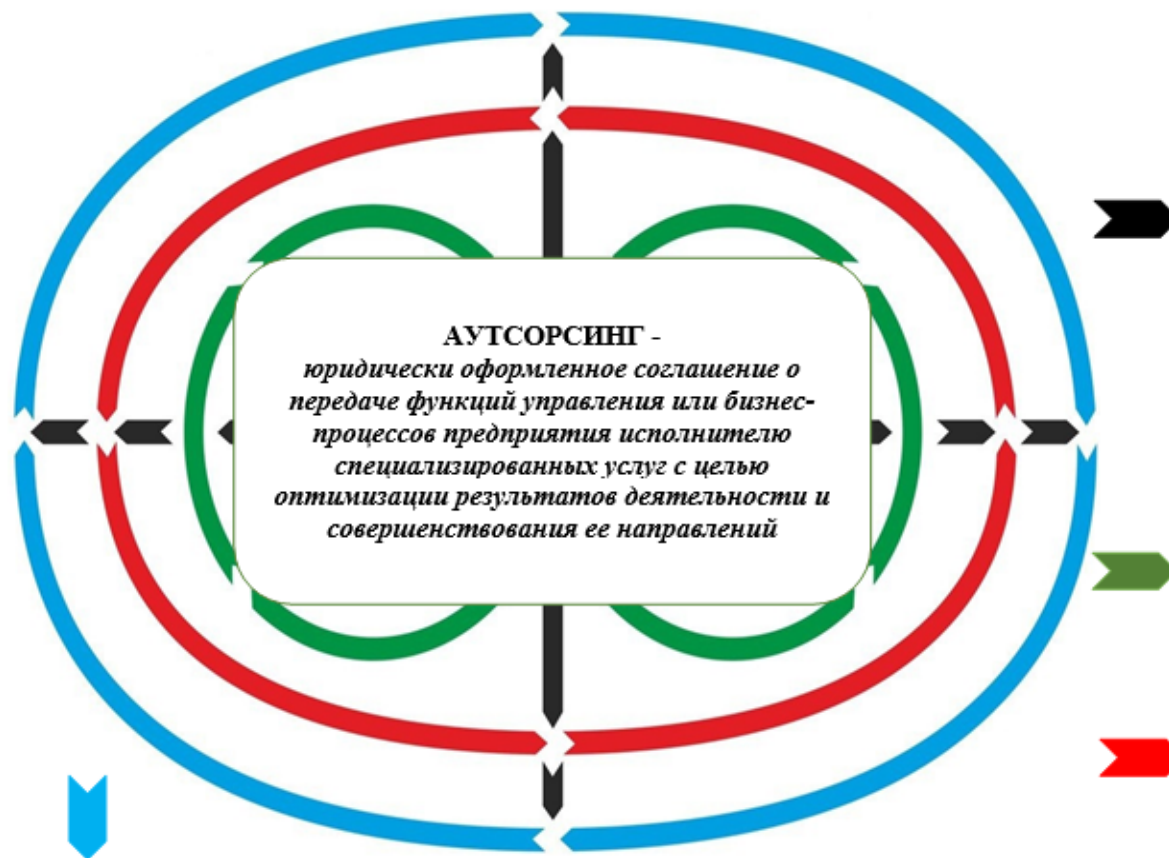 АУТСОРСИНГ -
юридически оформленное соглашение о
передаче функций управления или бизнес-
процессов предприятия исполнителю
специализированных услуг с целью
оптимизации результатов деятельности и
совершенствования ее направлений